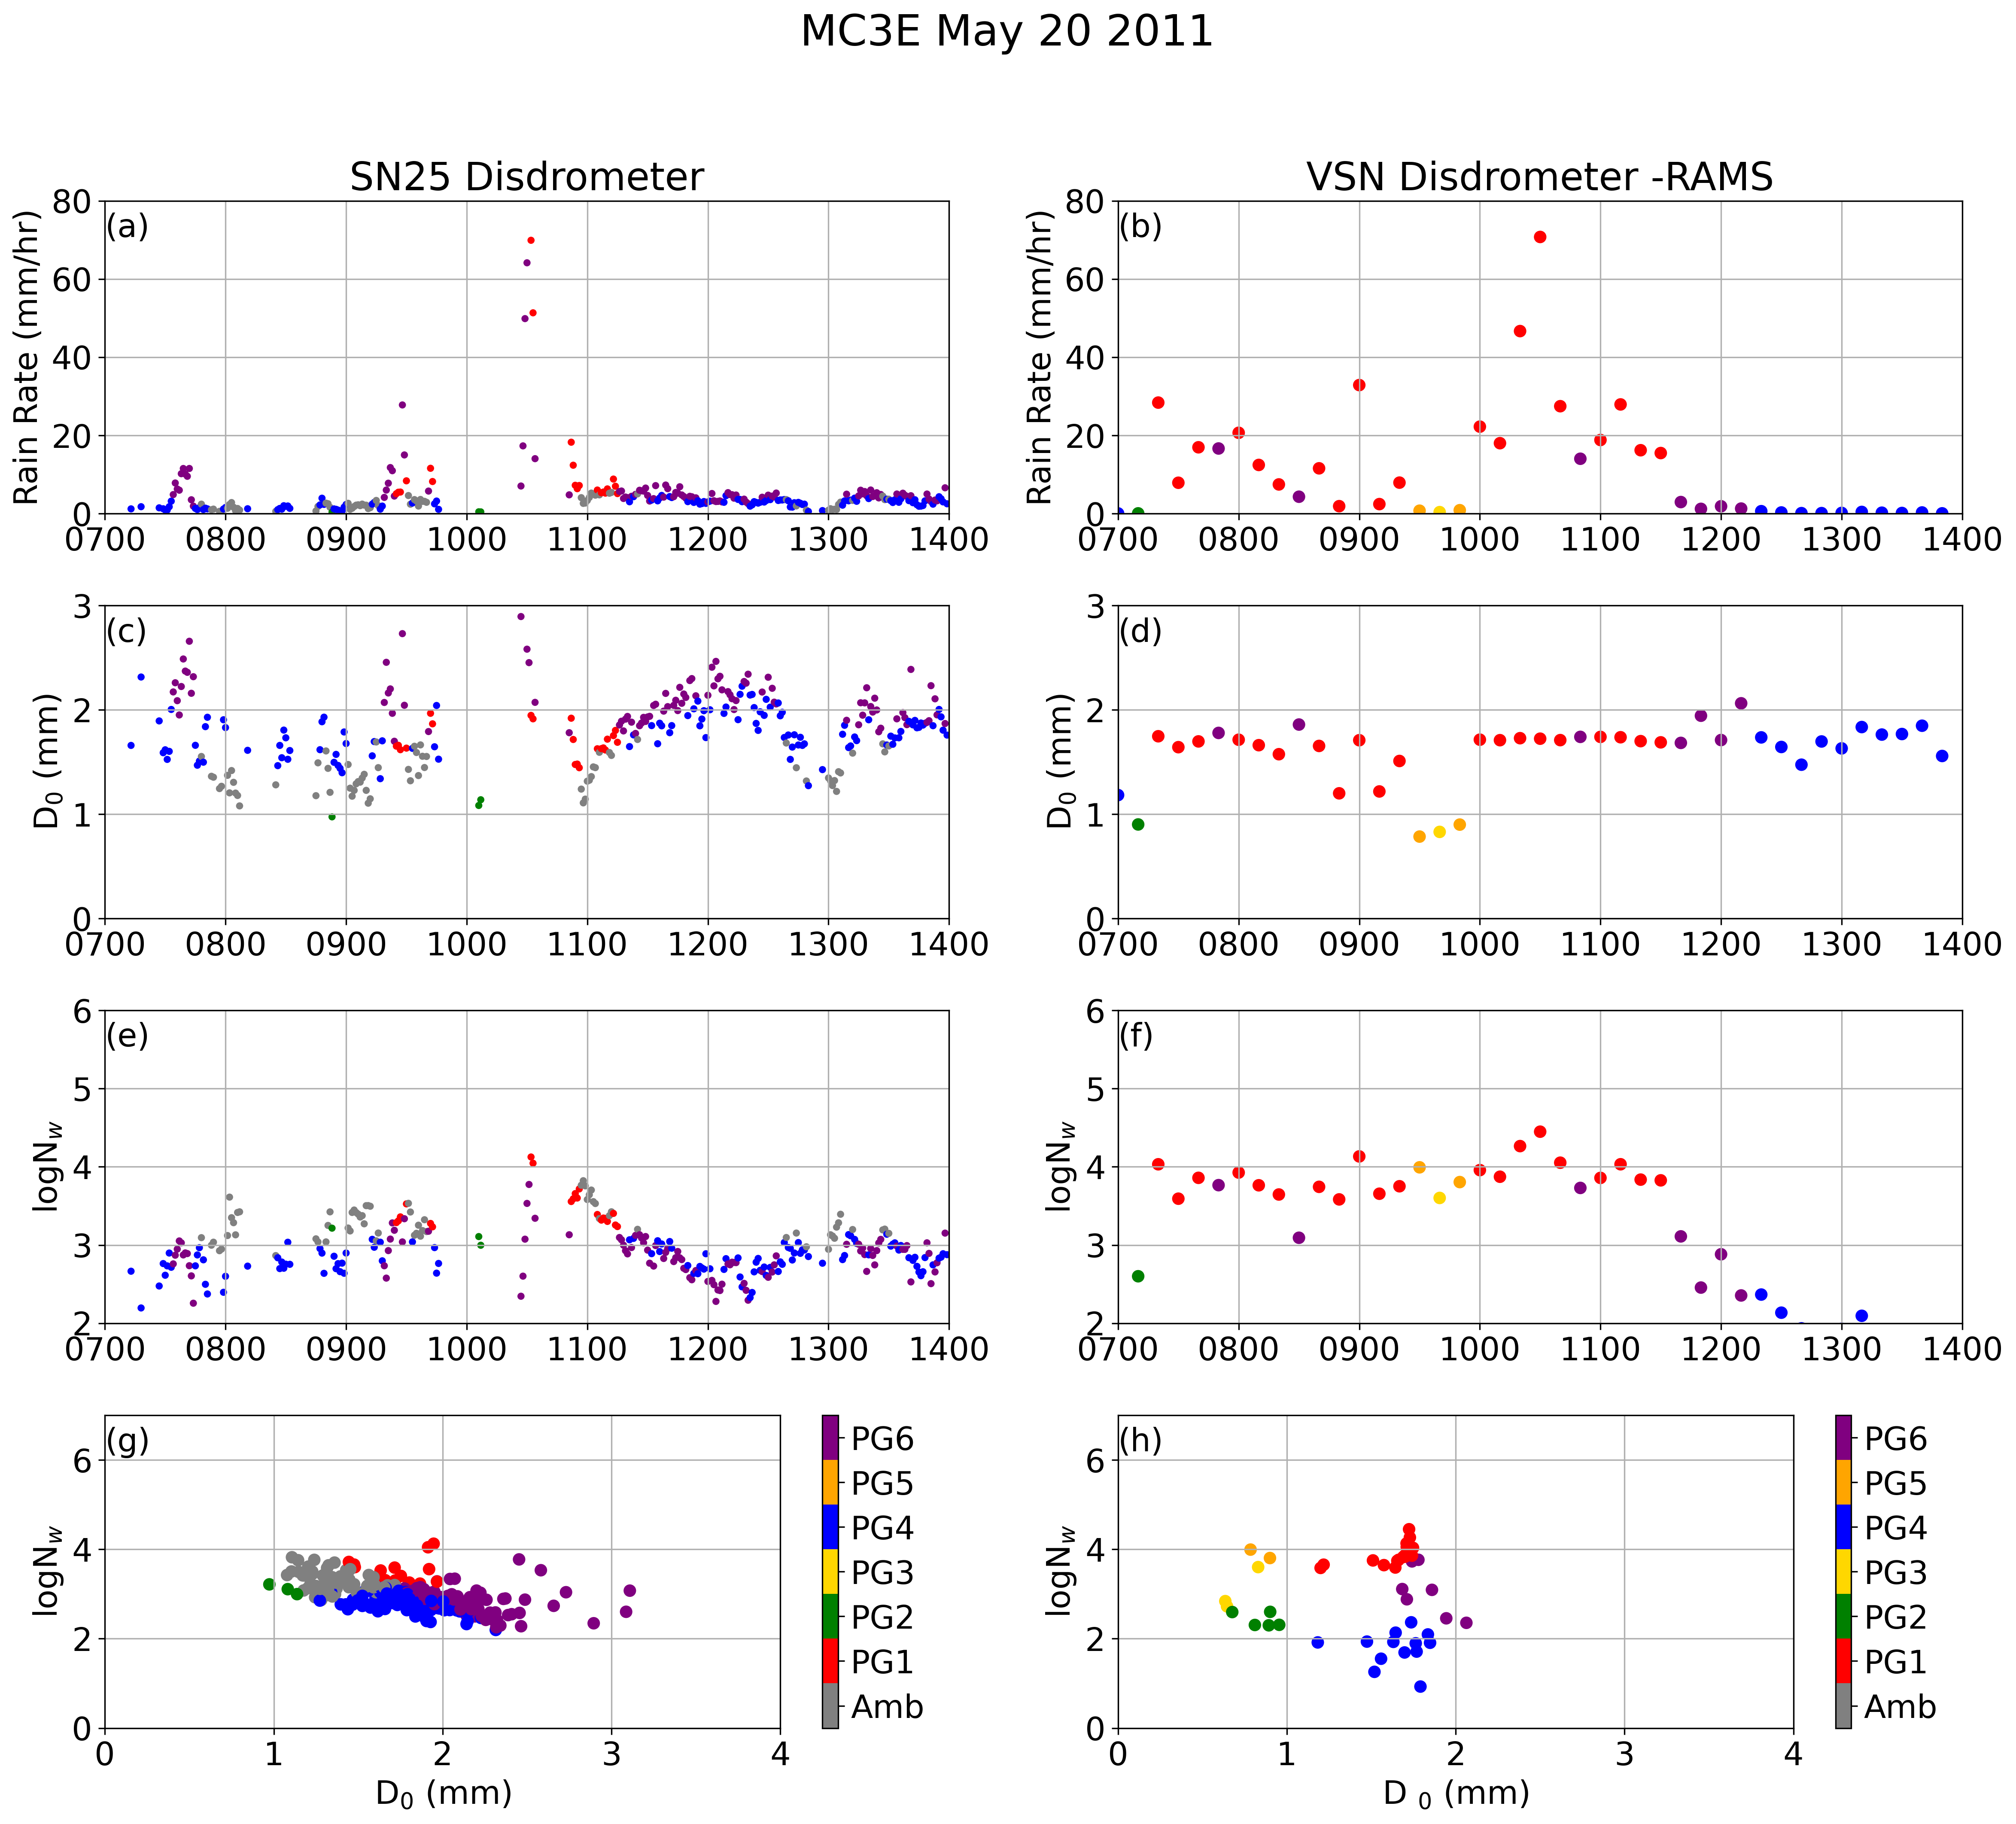 MC3E May 20 2011
SN25 Disdrometer
VSN Disdrometer -RAMS
(a)
Rain Rate (mm/hr)
80
60
40
20
0
0700 0800 0900 1000 1100 1200 1300 1400
(b)
Rain Rate (mm/hr)
80
60
40
20
0
0700 0800 0900 1000 1100 1200 1300 1400
(c)
D0 (mm)
3
2
1
0
0700 0800 0900 1000 1100 1200 1300 1400
(d)
D0 (mm)
3
2
1
0
0700 0800 0900 1000 1100 1200 1300 1400
(e)
logNw
6
5
4
3
2
0700 0800 0900 1000 1100 1200 1300 1400
(f)
logNw
6
5
4
3
2
0700 0800 0900 1000 1100 1200 1300 1400
(g)
logNw
6
4
2
0
0 1 2 3 4
D0 (mm)
PG6
PG5
PG4
PG3
PG2
PG1
Amb
(h)
logNw
6
4
2
0
0 1 2 3 4
D 0 (mm)
PG6
PG5
PG4
PG3
PG2
PG1
Amb